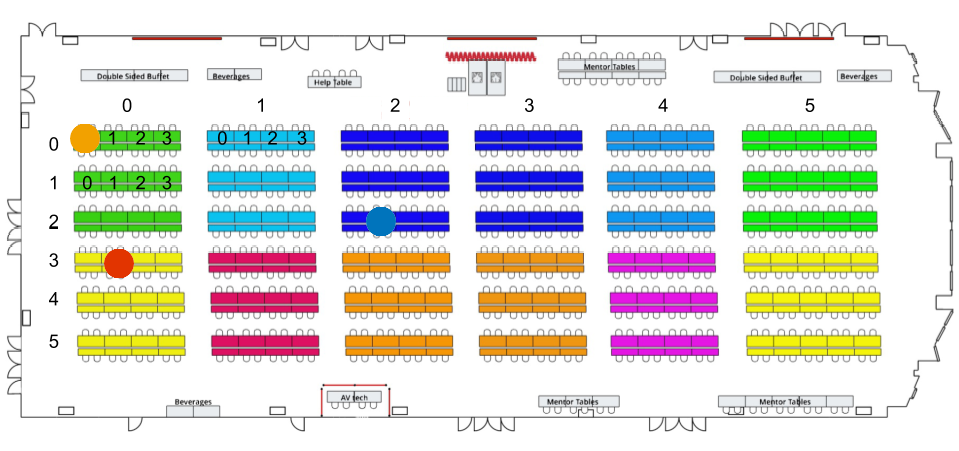 Mentor Tables
Double Sided Buffet
Beverages
Help Table
Double Sided Buffet
Beverages
0 1 2 3 4 5
0 1 2 3 0 1 2 3
1 0 1 2 3
2
3
4
5
Beverages
AV tech
Mentor Tables
Mentor Tables